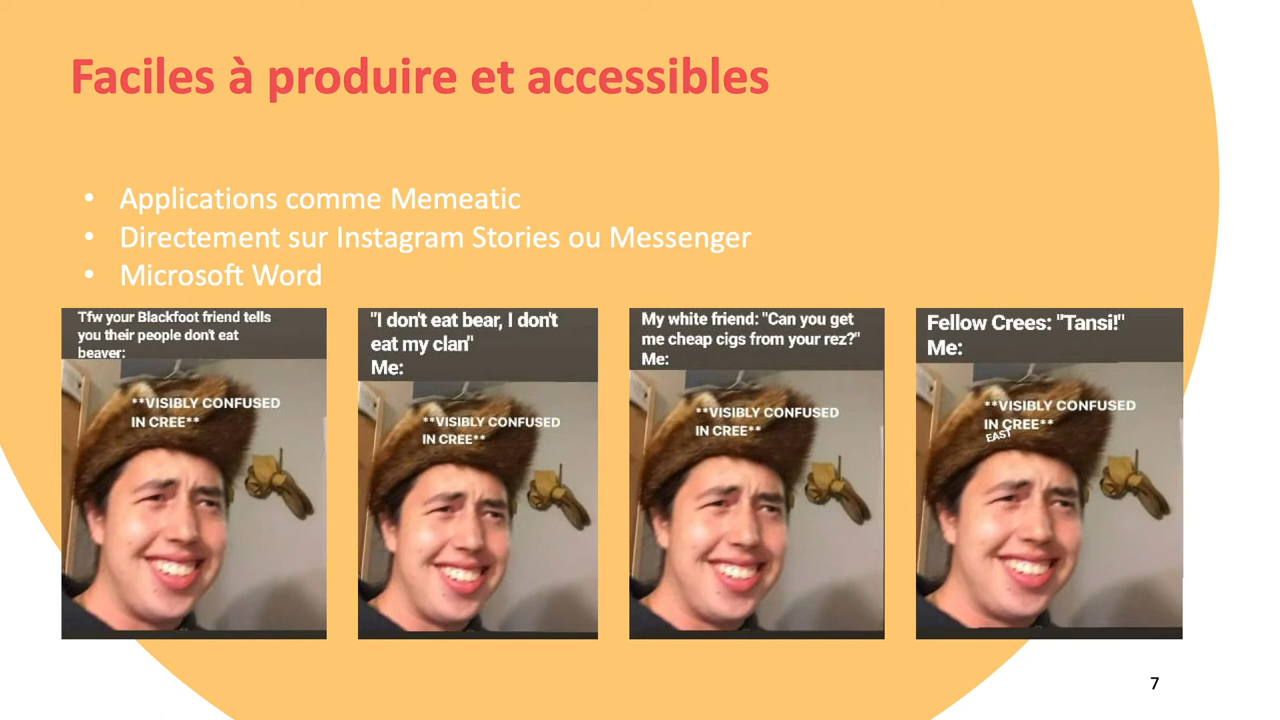 Faciles à produire et accessibles
• Applications comme Memeatic
• Directement sur Instagram Stories ou Messenger
• Microsoft Word
Tfw your Blackfoot friend tells
you their people don't eat
beaver:
**VISIBLY CONFUSED
IN CREE**
"I don't eat bear, I don't
eat my clan"
Me:
**VISIBLY CONFUSED
IN CREE**
My white friend: "Can you get
me cheap cigs from your rez?"
Me:
**VISIBLY CONFUSED
IN CREE**
Fellow Crees: "Tansi!"
Me:
**VISIBLY CONFUSED
IN CREE**
EAST
7